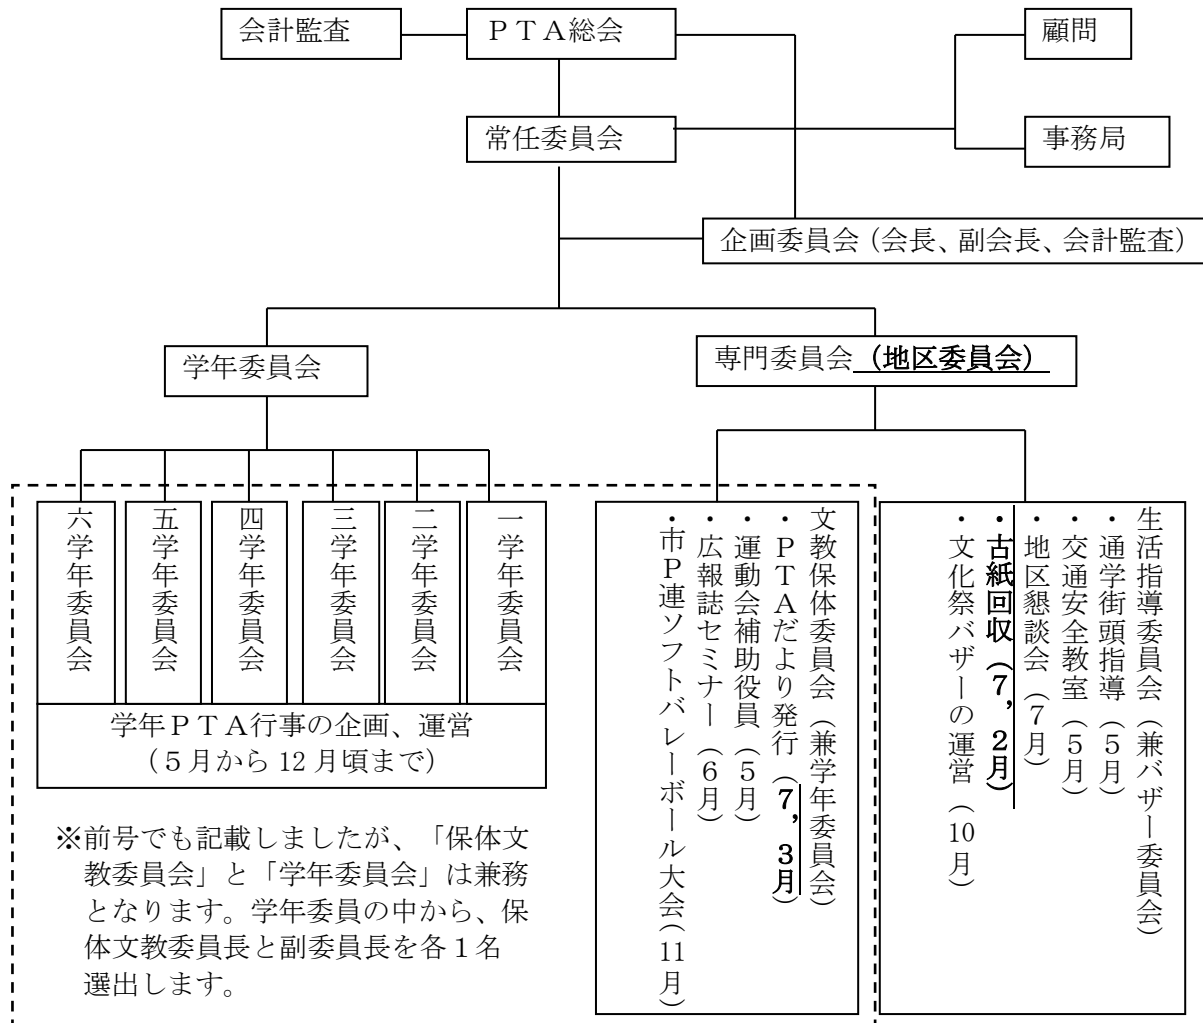 会計監査
ＰＴＡ総会
顧問
常任委員会
事務局
企画委員会（会長、副会長、会計監査）
学年委員会
専門委員会（地区委員会）
一学年委員会
二学年委員会
三学年委員会
四学年委員会
五学年委員会
六学年委員会
学年ＰＴＡ行事の企画、運営
（５月から12月頃まで）
※前号でも記載しましたが、「保体文
教委員会」と「学年委員会」は兼務
となります。学年委員の中から、保
体文教委員長と副委員長を各１名
選出します。
生活指導委員会（兼バザー委員会）
・通学街頭指導（５月）
・交通安全教室（５月）
・地区懇談会（７月）
・古紙回収（７，２月）
・文化祭バザーの運営（10月）
文教保体委員会（兼学年委員会）
・ＰＴＡだより発行（７，３月）
・運動会補助役員（５月）
・広報誌セミナー（６月）
・市Ｐ連ソフトバレーボール大会（11月）